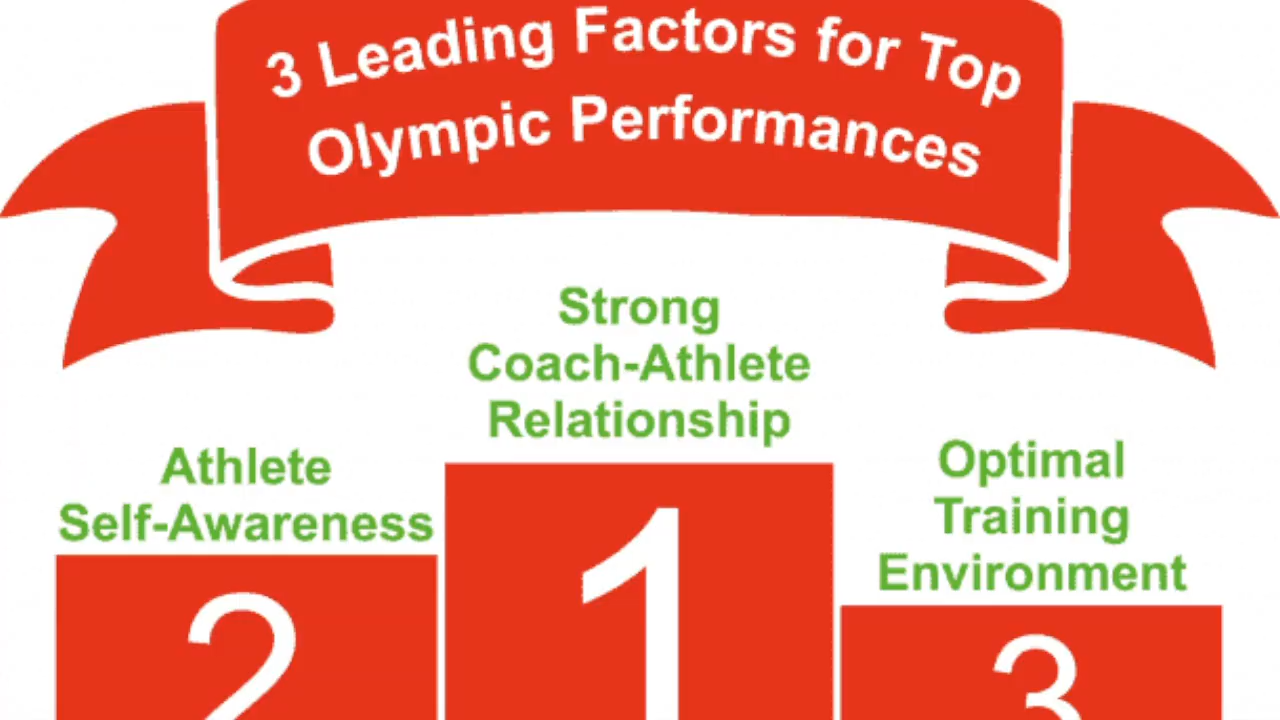 3 Leading Factors for Top
Olympic Performances
Strong
Coach-Athlete
Relationship
Athlete
Self-Awareness
Optimal
Training
Environment
2
1
3